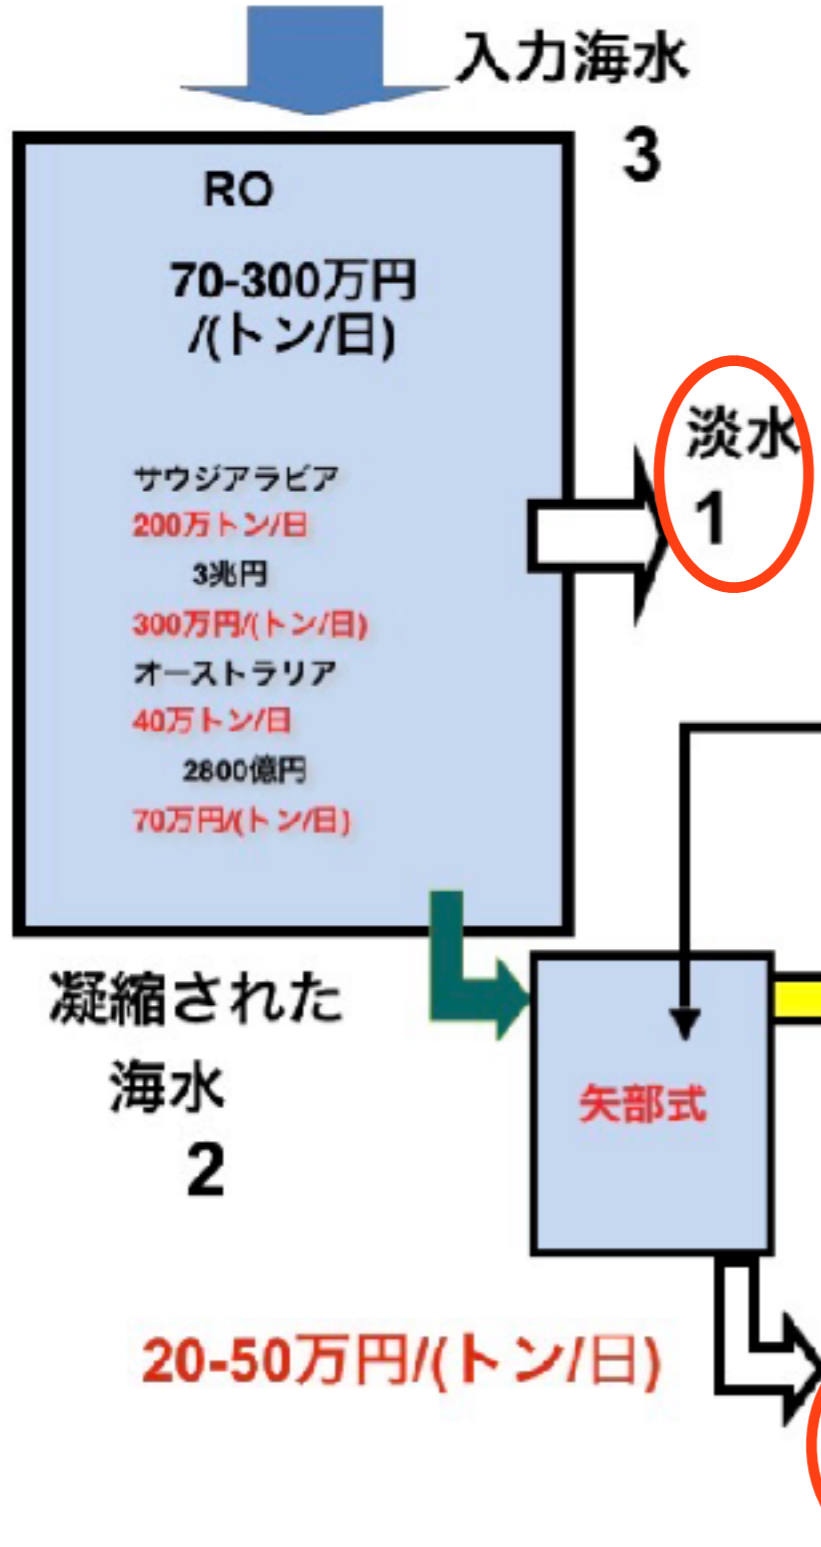 入力海水
3
RO
70-300万円
/(トン/日)
サウジアラビア
200万トン/日
3兆円
300万円/(トン/日)
オーストラリア
40万トン/日
2800億円
70万円/(トン/日)
淡水
1
凝縮された
海水
2
矢部式
20-50万円/(トン/日)